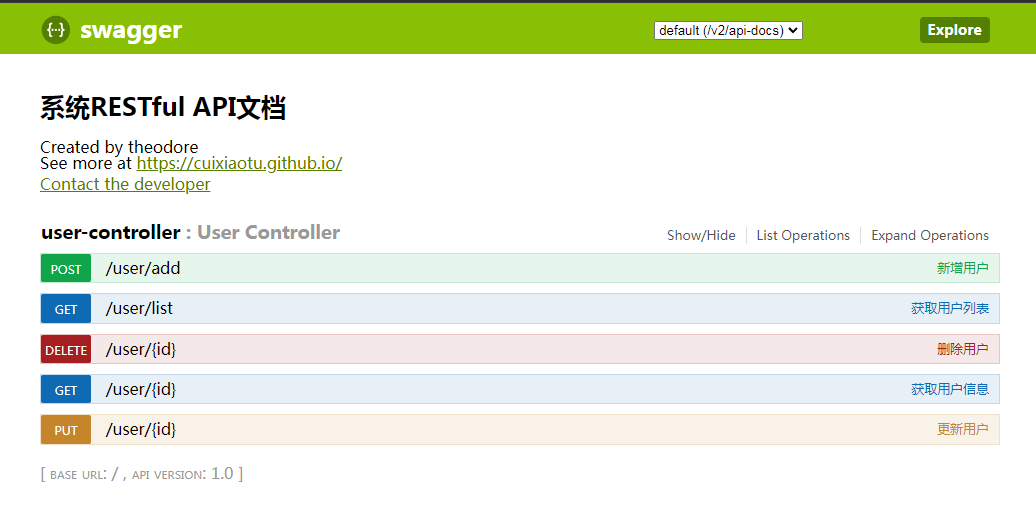 {··} swagger default (/v2/api-docs) Explore
系统RESTful API文档
Created by theodore
See more at https://cuixiaotu.github.io/
Contact the developer
user-controller : User Controller Show/Hide List Operations Expand Operations
POST /user/add 新增用户
GET /user/list 获取用户列表
DELETE /user/{id} 删除用户
GET /user/{id} 获取用户信息
PUT /user/{id} 更新用户
[ BASE URL: / , API VERSION: 1.0 ]